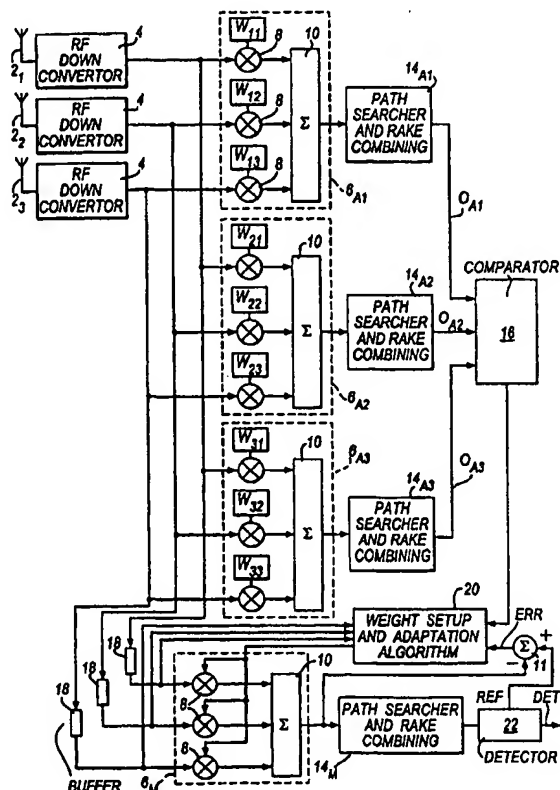 2₁
RF DOWN CONVERTOR
4
2₂
RF DOWN CONVERTOR
4
2₃
RF DOWN CONVERTOR
4
W₁₁
8
W₁₂
8
W₁₃
8
10
Σ
6A1
14A1
PATH SEARCHER AND RAKE COMBINING
OA1
W₂₁
W₂₂
W₂₃
10
Σ
6A2
14A2
PATH SEARCHER AND RAKE COMBINING
OA2
COMPARATOR
16
W₃₁
W₃₂
W₃₃
10
Σ
6A3
14A3
PATH SEARCHER AND RAKE COMBINING
OA3
20
WEIGHT SETUP AND ADAPTATION ALGORITHM
ERR
Σ
+
−
11
18
18
18
BUFFER
8
8
8
10
Σ
6M
PATH SEARCHER AND RAKE COMBINING
14M
REF
DET
22
DETECTOR